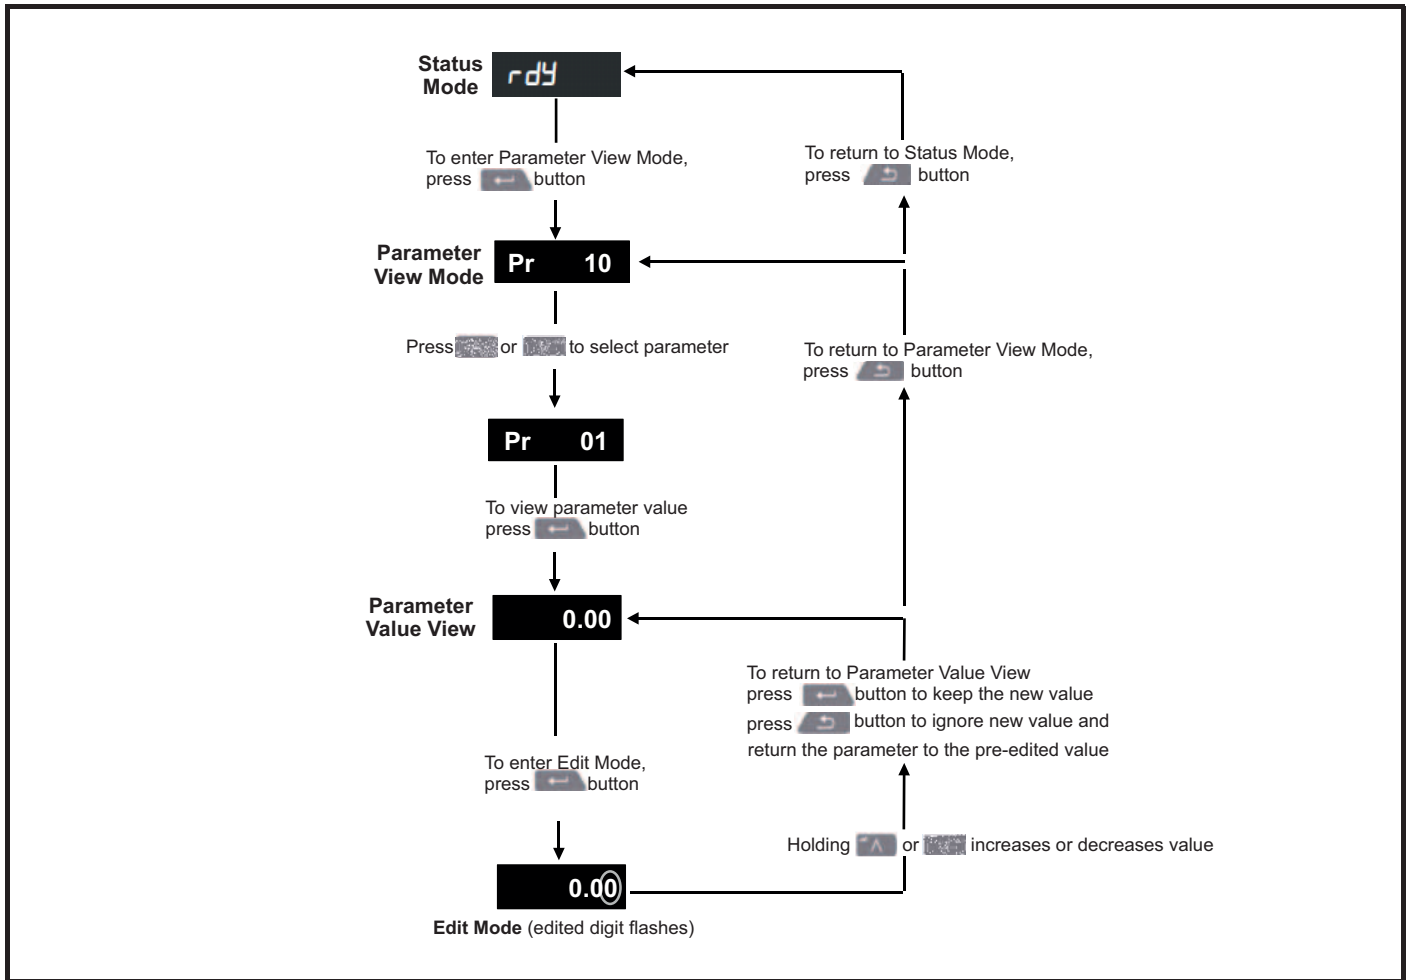 Status
Mode
rdy
To enter Parameter View Mode,
press button
To return to Status Mode,
press button
Parameter
View Mode
Pr 10
Press or to select parameter
To return to Parameter View Mode,
press button
Pr 01
To view parameter value
press button
Parameter
Value View
0.00
To return to Parameter Value View
press button to keep the new value
press button to ignore new value and
return the parameter to the pre-edited value
To enter Edit Mode,
press button
Holding or increases or decreases value
0.00
Edit Mode (edited digit flashes)